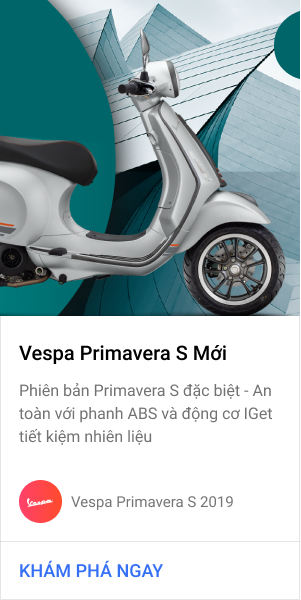 Vespa Primavera S Mới
Phiên bản Primavera S đặc biệt - An
toàn với phanh ABS và động cơ IGet
tiết kiệm nhiên liệu
Vespa
Vespa Primavera S 2019
KHÁM PHÁ NGAY